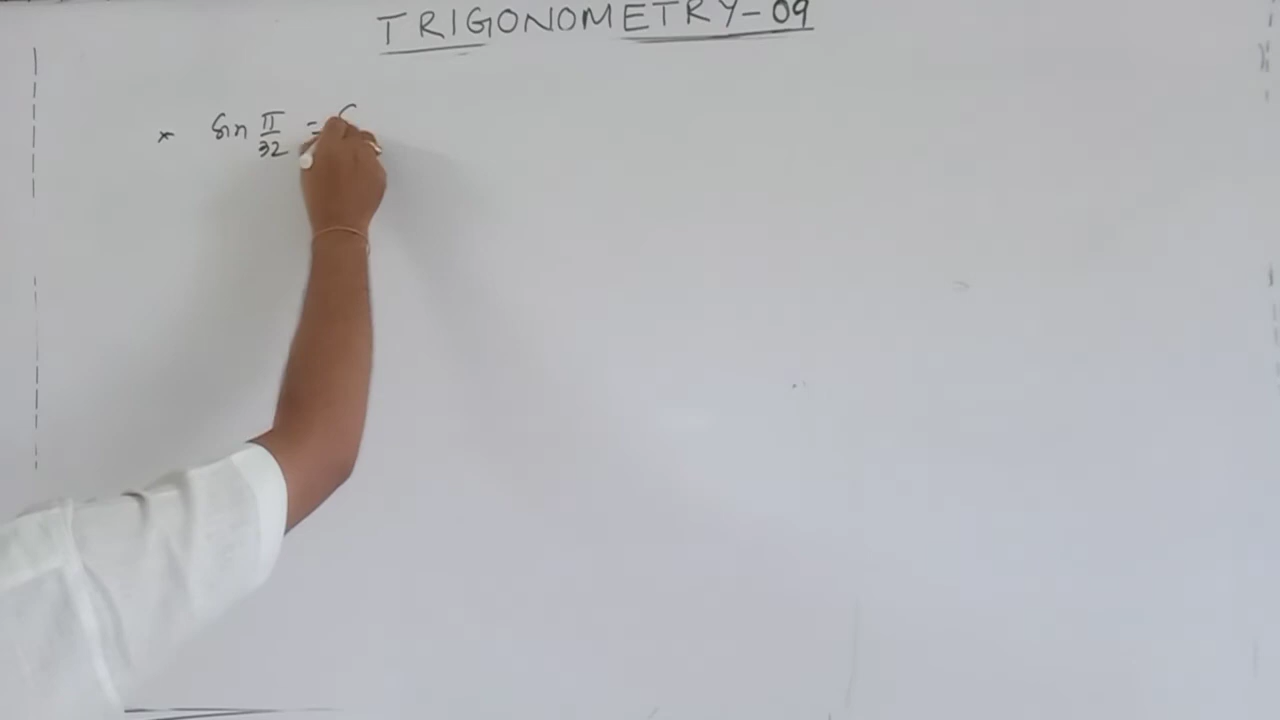 TRIGONOMETRY-09
* Sin π/32 =